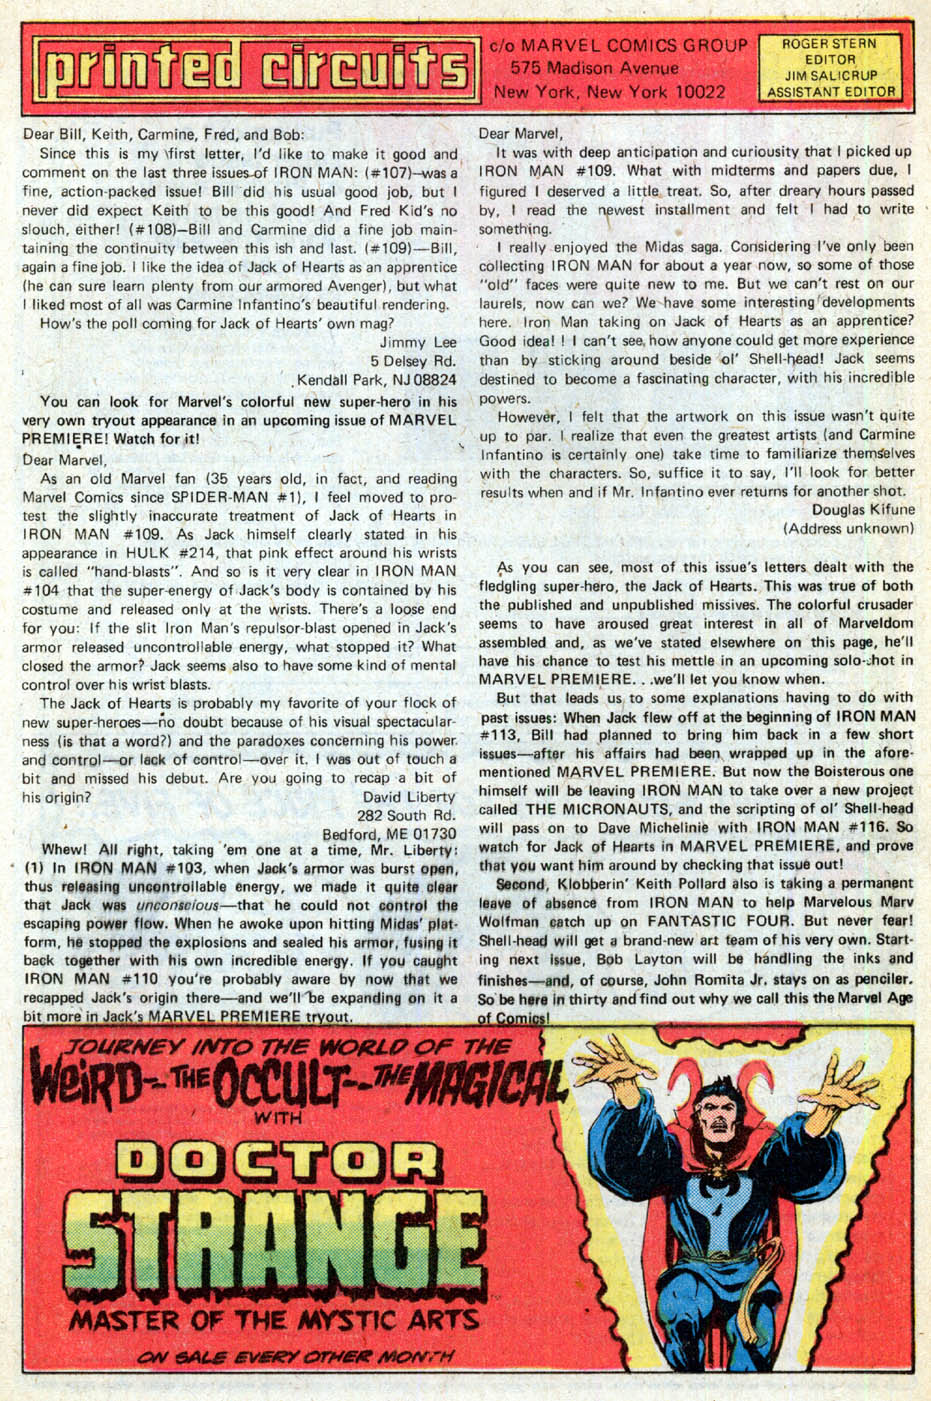 printed circuits
c/o MARVEL COMICS GROUP
575 Madison Avenue
New York, New York 10022
ROGER STERN
EDITOR
JIM SALICRUP
ASSISTANT EDITOR
Dear Bill, Keith, Carmine, Fred, and Bob:
Since this is my first letter, I'd like to make it good and
comment on the last three issues of IRON MAN: (#107)—was a
fine, action-packed issue! Bill did his usual good job, but I
never did expect Keith to be this good! And Fred Kid's no
slouch, either! (#108)—Bill and Carmine did a fine job main-
taining the continuity between this ish and last. (#109)—Bill,
again a fine job. I like the idea of Jack of Hearts as an apprentice
(he can sure learn plenty from our armored Avenger), but what
I liked most of all was Carmine Infantino's beautiful rendering.
How's the poll coming for Jack of Hearts' own mag?
Jimmy Lee
5 Delsey Rd.
Kendall Park, NJ 08824
You can look for Marvel's colorful new super-hero in his
very own tryout appearance in an upcoming issue of MARVEL
PREMIERE! Watch for it!
Dear Marvel,
As an old Marvel fan (35 years old, in fact, and reading
Marvel Comics since SPIDER-MAN #1), I feel moved to pro-
test the slightly inaccurate treatment of Jack of Hearts in
IRON MAN #109. As Jack himself clearly stated in his
appearance in HULK #214, that pink effect around his wrists
is called "hand-blasts". And so is it very clear in IRON MAN
#104 that the super-energy of Jack's body is contained by his
costume and released only at the wrists. There's a loose end
for you: If the slit Iron Man's repulsor-blast opened in Jack's
armor released uncontrollable energy, what stopped it? What
closed the armor? Jack seems also to have some kind of mental
control over his wrist blasts.
The Jack of Hearts is probably my favorite of your flock of
new super-heroes—no doubt because of his visual spectacular-
ness (is that a word?) and the paradoxes concerning his power
and control—or lack of control—over it. I was out of touch a
bit and missed his debut. Are you going to recap a bit of
his origin? David Liberty
282 South Rd.
Bedford, ME 01730
Whew! All right, taking 'em one at a time, Mr. Liberty:
(1) In IRON MAN #103, when Jack's armor was burst open,
thus releasing uncontrollable energy, we made it quite clear
that Jack was unconscious—that he could not control the
escaping power flow. When he awoke upon hitting Midas' plat-
form, he stopped the explosions and sealed his armor, fusing it
back together with his own incredible energy. If you caught
IRON MAN #110 you're probably aware by now that we
recapped Jack's origin there—and we'll be expanding on it a
bit more in Jack's MARVEL PREMIERE tryout.
Dear Marvel,
It was with deep anticipation and curiousity that I picked up
IRON MAN #109. What with midterms and papers due, I
figured I deserved a little treat. So, after dreary hours passed
by, I read the newest installment and felt I had to write
something.
I really enjoyed the Midas saga. Considering I've only been
collecting IRON MAN for about a year now, so some of those
"old" faces were quite new to me. But we can't rest on our
laurels, now can we? We have some interesting developments
here. Iron Man taking on Jack of Hearts as an apprentice?
Good idea! ! I can't see how anyone could get more experience
than by sticking around beside ol' Shell-head! Jack seems
destined to become a fascinating character, with his incredible
powers.
However, I felt that the artwork on this issue wasn't quite
up to par. I realize that even the greatest artists (and Carmine
Infantino is certainly one) take time to familiarize themselves
with the characters. So, suffice it to say, I'll look for better
results when and if Mr. Infantino ever returns for another shot.
Douglas Kifune
(Address unknown)
As you can see, most of this issue's letters dealt with the
fledgling super-hero, the Jack of Hearts. This was true of both
the published and unpublished missives. The colorful crusader
seems to have aroused great interest in all of Marveldom
assembled and, as we've stated elsewhere on this page, he'll
have his chance to test his mettle in an upcoming solo-shot in
MARVEL PREMIERE. . .we'll let you know when.
But that leads us to some explanations having to do with
past issues: When Jack flew off at the beginning of IRON MAN
#113, Bill had planned to bring him back in a few short
issues—after his affairs had been wrapped up in the afore-
mentioned MARVEL PREMIERE. But now the Boisterous one
himself will be leaving IRON MAN to take over a new project
called THE MICRONAUTS, and the scripting of ol' Shell-head
will pass on to Dave Michelinie with IRON MAN #116. So
watch for Jack of Hearts in MARVEL PREMIERE, and prove
that you want him around by checking that issue out!
Second, Klobberin' Keith Pollard also is taking a permanent
leave of absence from IRON MAN to help Marvelous Marv
Wolfman catch up on FANTASTIC FOUR. But never fear!
Shell-head will get a brand-new art team of his very own. Start-
ing next issue, Bob Layton will be handling the inks and
finishes—and, of course, John Romita Jr. stays on as penciler.
So be here in thirty and find out why we call this the Marvel Age
of Comics!
JOURNEY INTO THE WORLD OF THE
WEIRD--THE OCCULT--THE MAGICAL
WITH
DOCTOR
STRANGE
MASTER OF THE MYSTIC ARTS
ON SALE EVERY OTHER MONTH